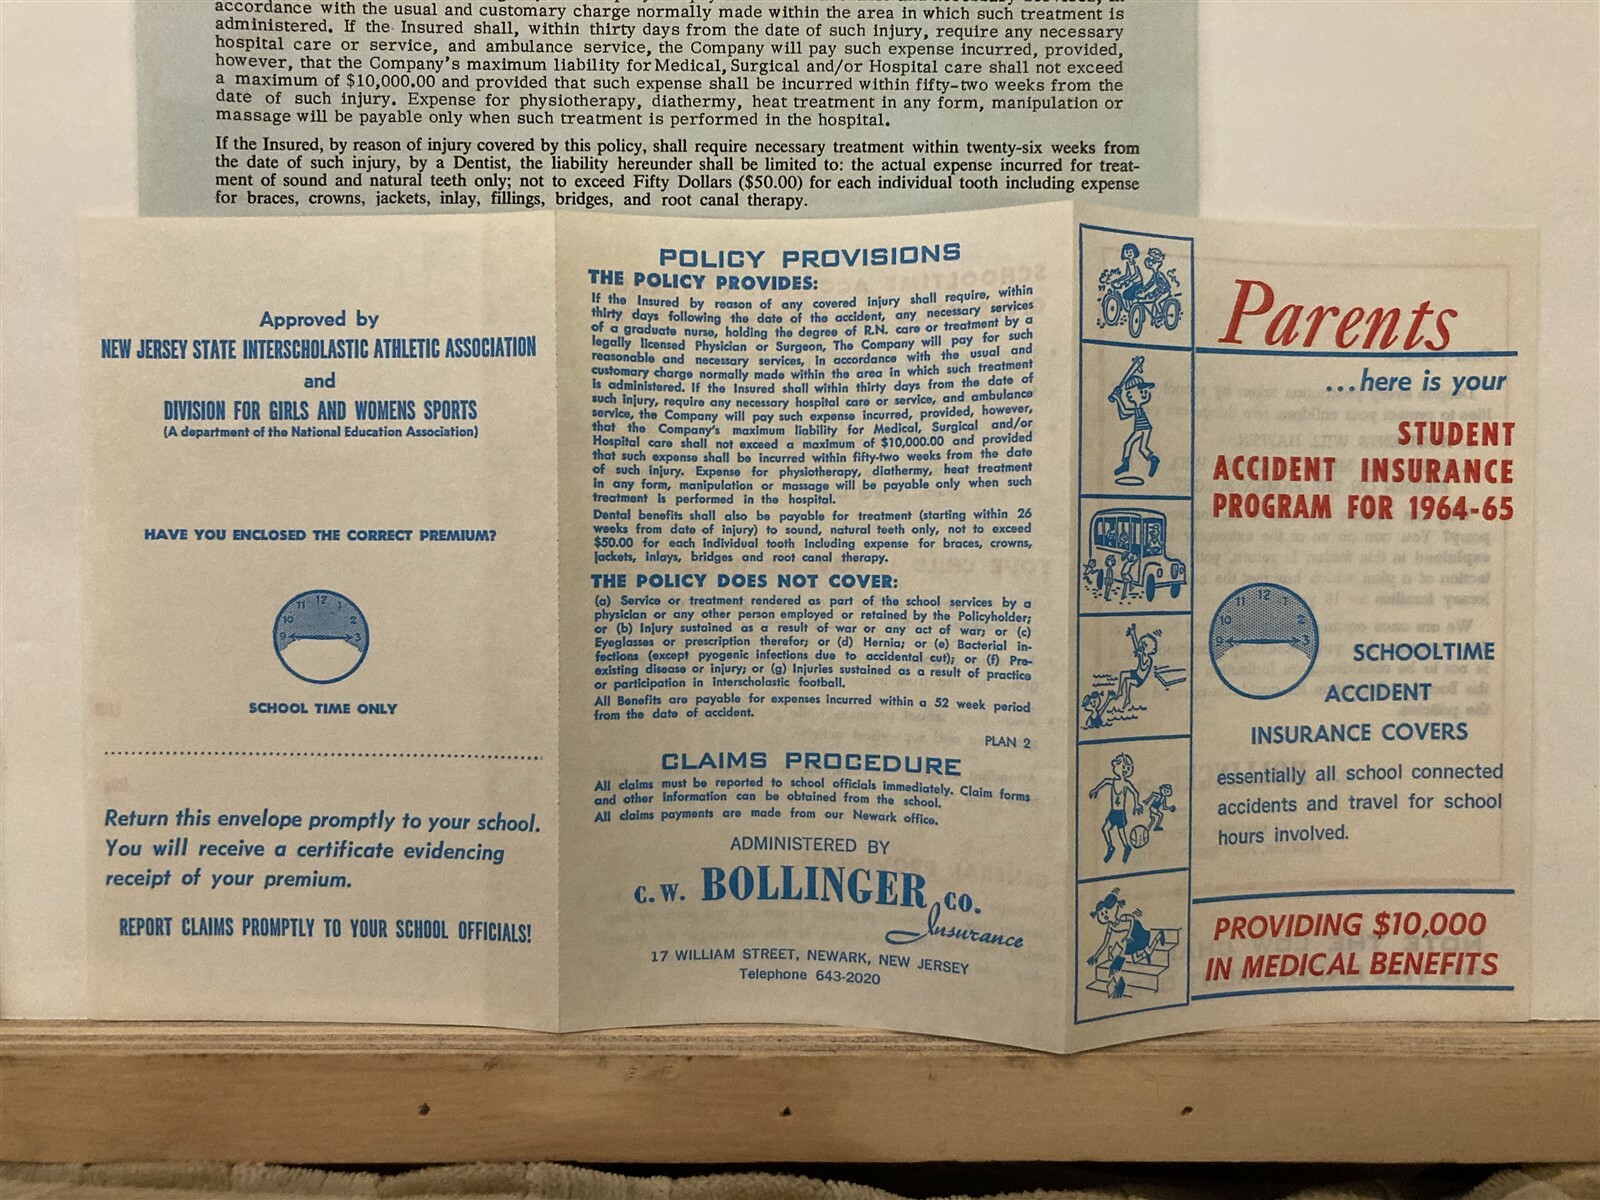 accordance with the usual and customary charge normally made within the area in which such treatment is
administered. If the Insured shall, within thirty days from the date of such injury, require any necessary
hospital care or service, and ambulance service, the Company will pay such expense incurred, provided,
however, that the Company's maximum liability for Medical, Surgical and/or Hospital care shall not exceed
a maximum of $10,000.00 and provided that such expense shall be incurred within fifty-two weeks from the
date of such injury. Expense for physiotherapy, diathermy, heat treatment in any form, manipulation or
massage will be payable only when such treatment is performed in the hospital.
If the Insured, by reason of injury covered by this policy, shall require necessary treatment within twenty-six weeks from
the date of such injury, by a Dentist, the liability hereunder shall be limited to: the actual expense incurred for treat-
ment of sound and natural teeth only; not to exceed Fifty Dollars ($50.00) for each individual tooth including expense
for braces, crowns, jackets, inlay, fillings, bridges, and root canal therapy.
Approved by
NEW JERSEY STATE INTERSCHOLASTIC ATHLETIC ASSOCIATION
and
DIVISION FOR GIRLS AND WOMENS SPORTS
(A department of the National Education Association)
HAVE YOU ENCLOSED THE CORRECT PREMIUM?
11 12 1
10 2
9 3
SCHOOL TIME ONLY
Return this envelope promptly to your school.
You will receive a certificate evidencing
receipt of your premium.
REPORT CLAIMS PROMPTLY TO YOUR SCHOOL OFFICIALS!
POLICY PROVISIONS
THE POLICY PROVIDES:
If the Insured by reason of any covered injury shall require, within
thirty days following the date of the accident, any necessary services
of a graduate nurse, holding the degree of R.N. care or treatment by a
legally licensed Physician or Surgeon, The Company will pay for such
reasonable and necessary services, in accordance with the usual and
customary charge normally made within the area in which such treatment
is administered. If the Insured shall within thirty days from the date of
such injury, require any necessary hospital care or service, and ambulance
service, the Company will pay such expense incurred, provided, however,
that the Company's maximum liability for Medical, Surgical and/or
Hospital care shall not exceed a maximum of $10,000.00 and provided
that such expense shall be incurred within fifty-two weeks from the date
of such injury. Expense for physiotherapy, diathermy, heat treatment
in any form, manipulation or massage will be payable only when such
treatment is performed in the hospital.
Dental benefits shall also be payable for treatment (starting within 26
weeks from date of injury) to sound, natural teeth only, not to exceed
$50.00 for each individual tooth including expense for braces, crowns,
jackets, inlays, bridges and root canal therapy.
THE POLICY DOES NOT COVER:
(a) Service or treatment rendered as part of the school services by a
physician or any other person employed or retained by the Policyholder;
or (b) Injury sustained as a result of war or any act of war; or (c)
Eyeglasses or prescription therefor; or (d) Hernia; or (e) Bacterial in-
fections (except pyogenic infections due to accidental cut); or (f) Pre-
existing disease or injury; or (g) Injuries sustained as a result of practice
or participation in interscholastic football.
All Benefits are payable for expenses incurred within a 52 week period
from the date of accident.
PLAN 2
CLAIMS PROCEDURE
All claims must be reported to school officials immediately. Claim forms
and other information can be obtained from the school.
All claims payments are made from our Newark office.
ADMINISTERED BY
C. W. BOLLINGER CO.
Insurance
17 WILLIAM STREET, NEWARK, NEW JERSEY
Telephone 643-2020
Parents
...here is your
STUDENT
ACCIDENT INSURANCE
PROGRAM FOR 1964-65
11 12 1
10 2
9 3
SCHOOLTIME
ACCIDENT
INSURANCE COVERS
essentially all school connected
accidents and travel for school
hours involved.
PROVIDING $10,000
IN MEDICAL BENEFITS